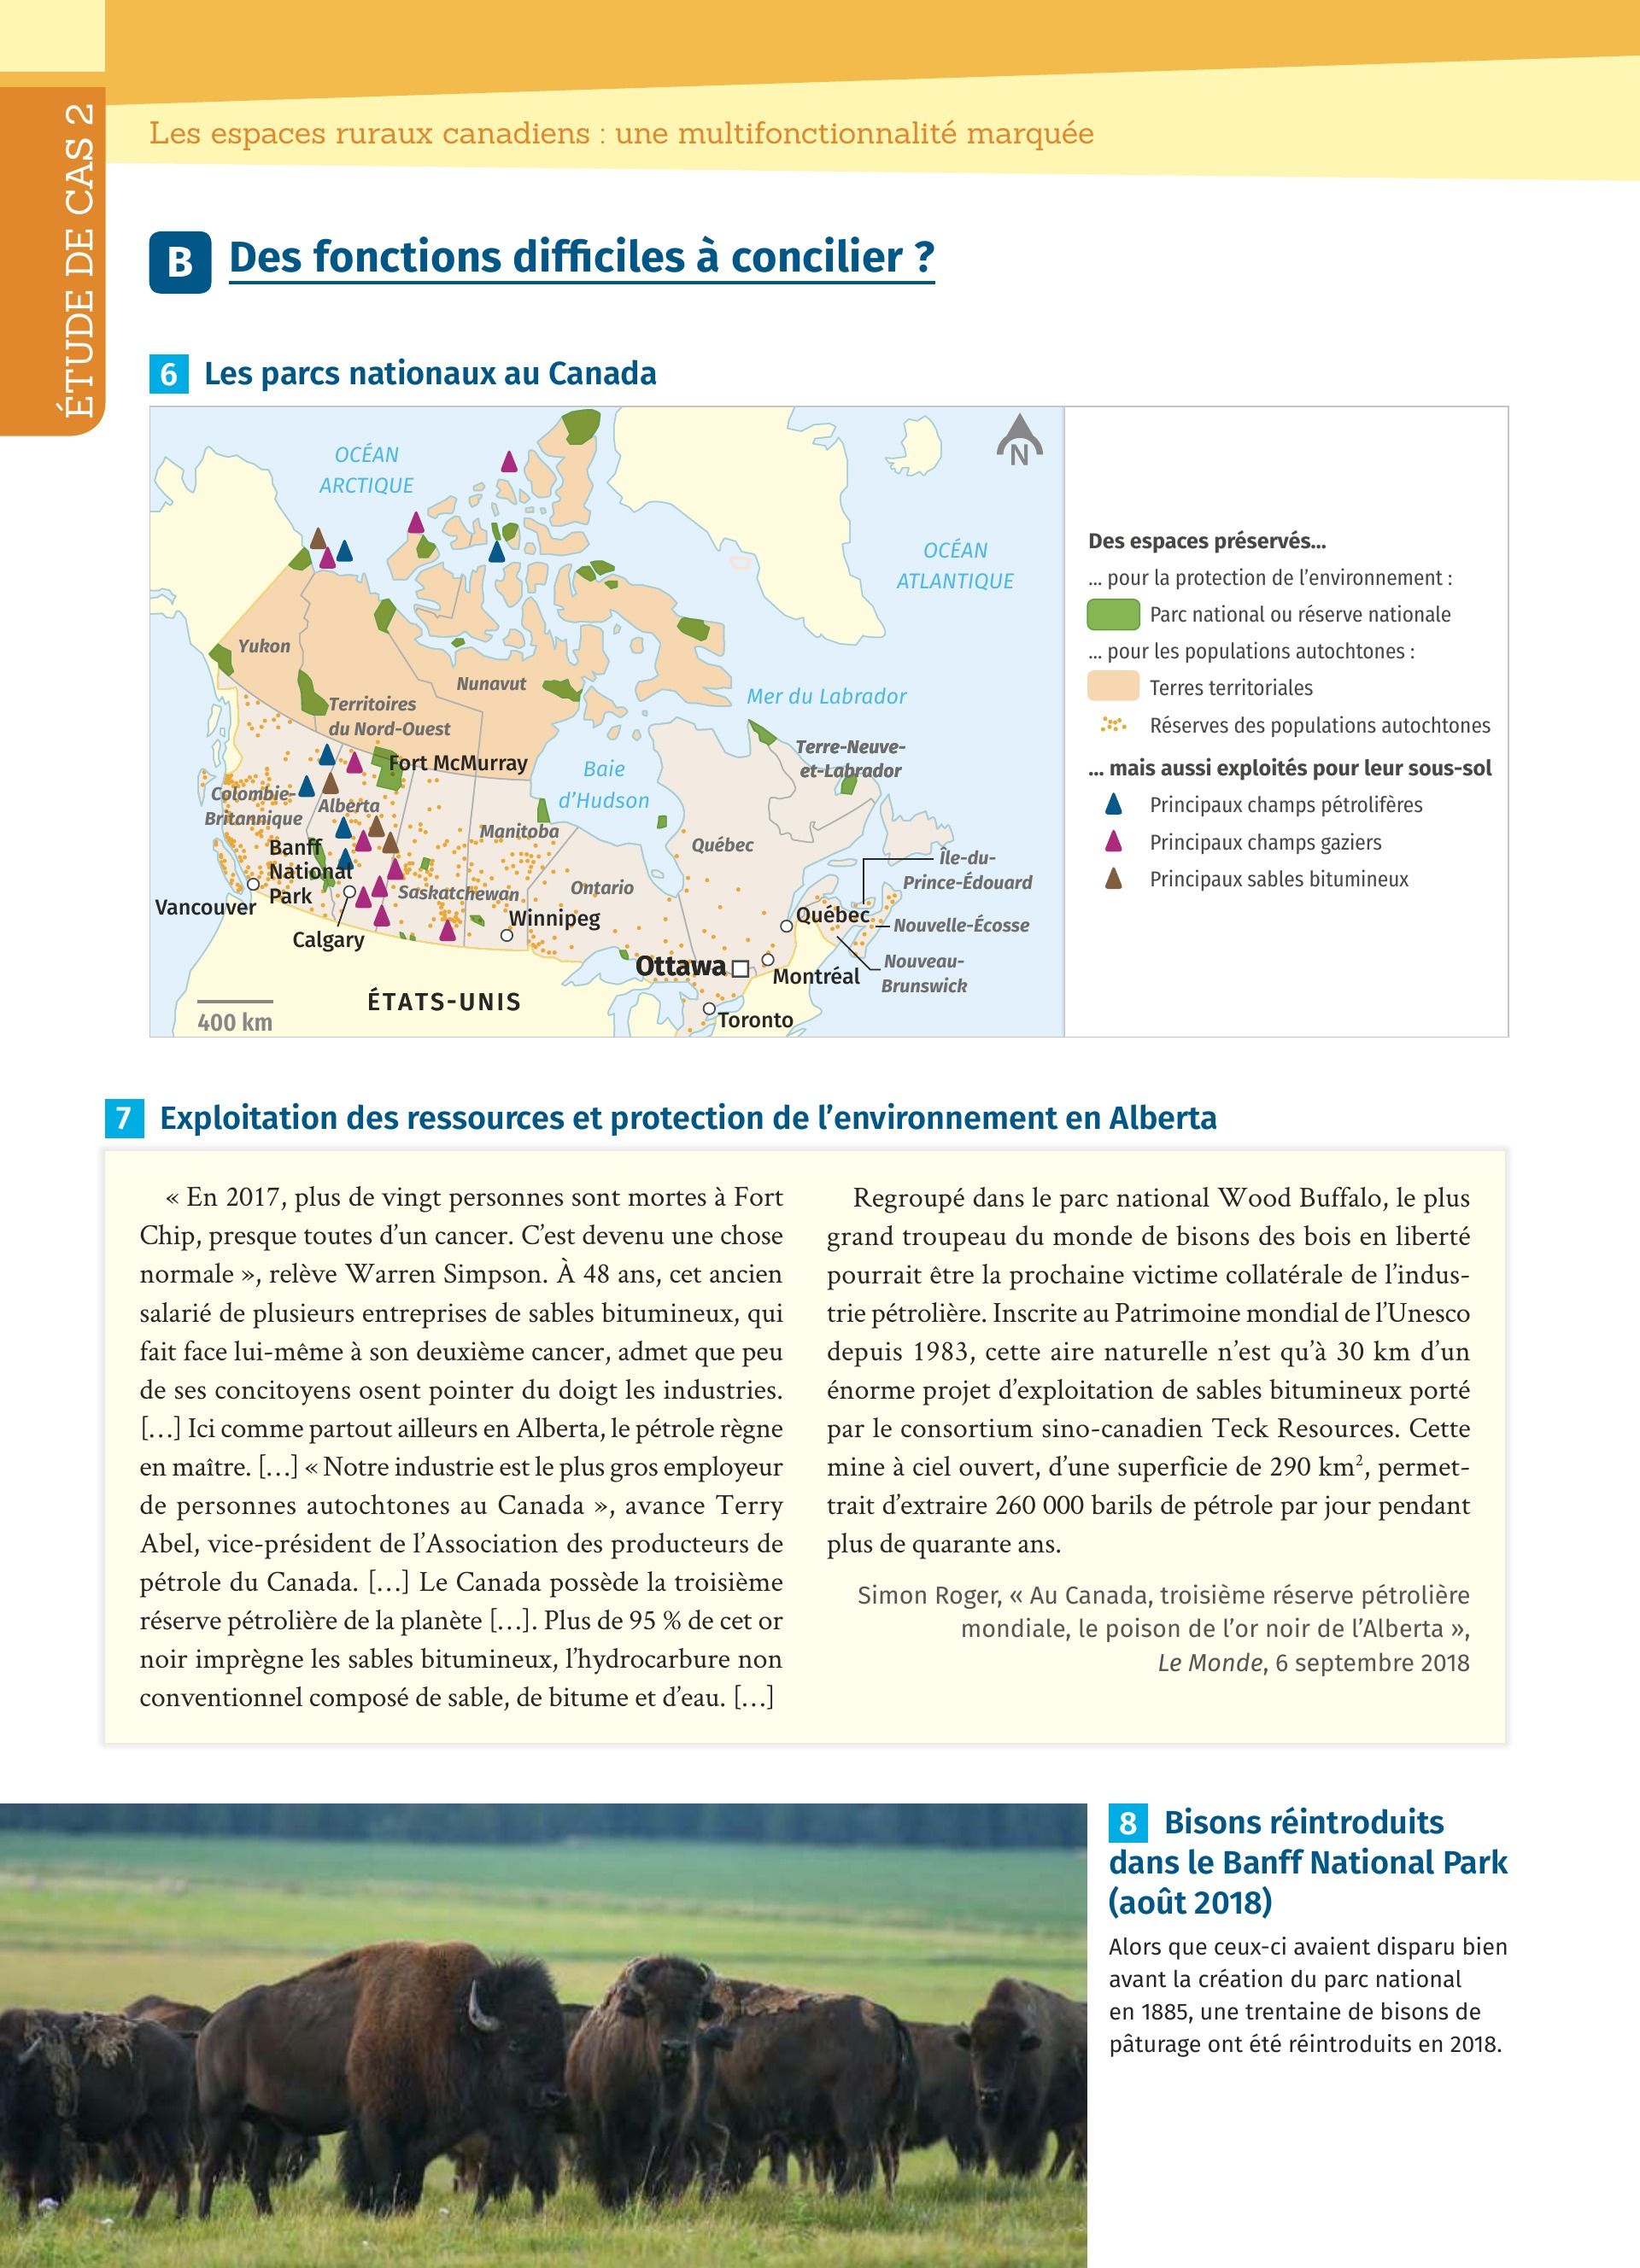 ÉTUDE DE CAS 2
Les espaces ruraux canadiens : une multifonctionnalité marquée
B Des fonctions difficiles à concilier ?
6 Les parcs nationaux au Canada
OCÉAN
ARCTIQUE
N
OCÉAN
ATLANTIQUE
Yukon
Nunavut
Territoires
du Nord-Ouest
Mer du Labrador
Terre-Neuve-
et-Labrador
Fort McMurray
Baie
d’Hudson
Colombie-
Britannique
Alberta
Manitoba
Québec
Banff
National
Park
Saskatchewan
Ontario
Île-du-
Prince-Édouard
Vancouver
Calgary
Winnipeg
Québec
Nouvelle-Écosse
Ottawa
Montréal
Nouveau-
Brunswick
ÉTATS-UNIS
Toronto
400 km
Des espaces préservés...
... pour la protection de l’environnement :
Parc national ou réserve nationale
... pour les populations autochtones :
Terres territoriales
Réserves des populations autochtones
... mais aussi exploités pour leur sous-sol
Principaux champs pétrolifères
Principaux champs gaziers
Principaux sables bitumineux
7 Exploitation des ressources et protection de l’environnement en Alberta
« En 2017, plus de vingt personnes sont mortes à Fort
Chip, presque toutes d’un cancer. C’est devenu une chose
normale », relève Warren Simpson. À 48 ans, cet ancien
salarié de plusieurs entreprises de sables bitumineux, qui
fait face lui-même à son deuxième cancer, admet que peu
de ses concitoyens osent pointer du doigt les industries.
[…] Ici comme partout ailleurs en Alberta, le pétrole règne
en maître. […] « Notre industrie est le plus gros employeur
de personnes autochtones au Canada », avance Terry
Abel, vice-président de l’Association des producteurs de
pétrole du Canada. […] Le Canada possède la troisième
réserve pétrolière de la planète […]. Plus de 95 % de cet or
noir imprègne les sables bitumineux, l’hydrocarbure non
conventionnel composé de sable, de bitume et d’eau. […]
Regroupé dans le parc national Wood Buffalo, le plus
grand troupeau du monde de bisons des bois en liberté
pourrait être la prochaine victime collatérale de l’indus-
trie pétrolière. Inscrite au Patrimoine mondial de l’Unesco
depuis 1983, cette aire naturelle n’est qu’à 30 km d’un
énorme projet d’exploitation de sables bitumineux porté
par le consortium sino-canadien Teck Resources. Cette
mine à ciel ouvert, d’une superficie de 290 km², permet-
trait d’extraire 260 000 barils de pétrole par jour pendant
plus de quarante ans.
Simon Roger, « Au Canada, troisième réserve pétrolière
mondiale, le poison de l’or noir de l’Alberta »,
Le Monde, 6 septembre 2018
8 Bisons réintroduits
dans le Banff National Park
(août 2018)
Alors que ceux-ci avaient disparu bien
avant la création du parc national
en 1885, une trentaine de bisons de
pâturage ont été réintroduits en 2018.